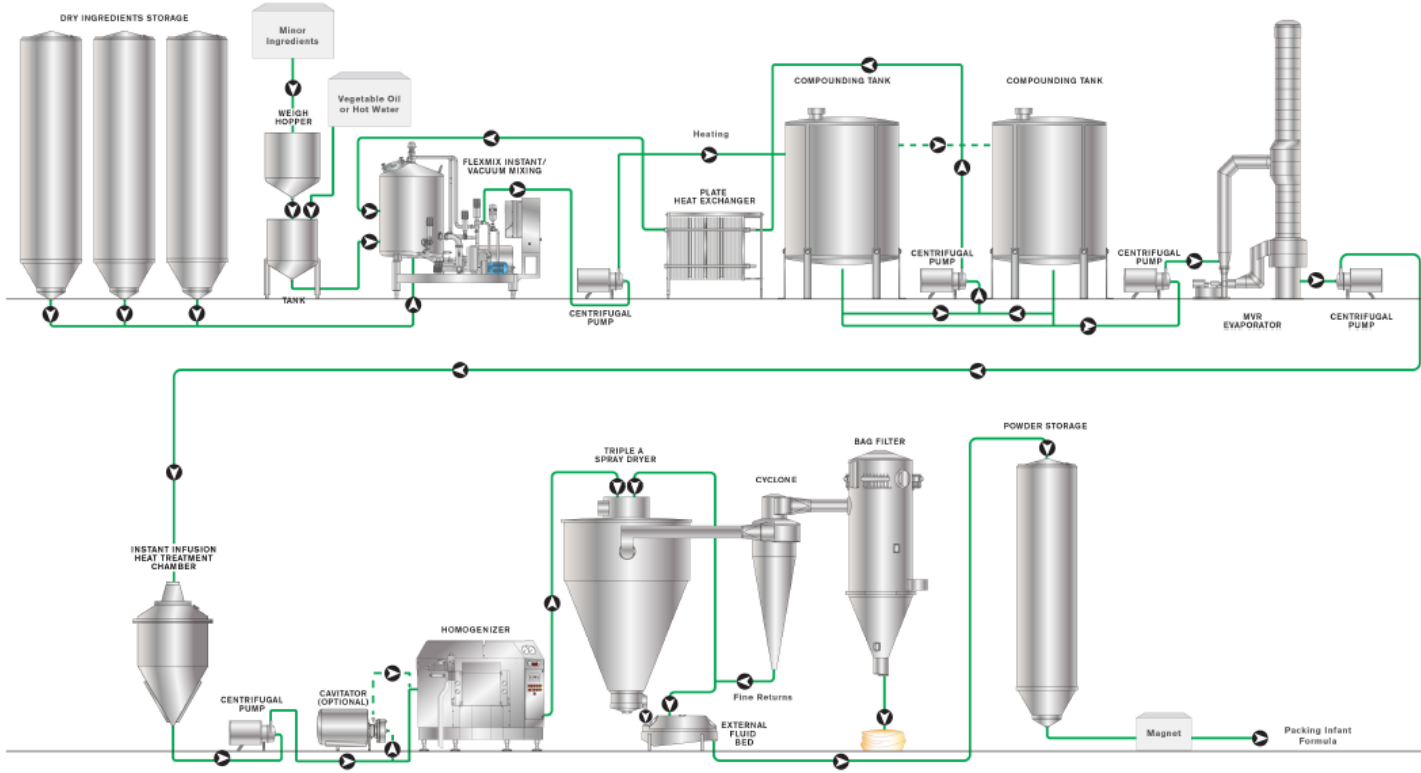 DRY INGREDIENTS STORAGE
Minor
Ingredients
Vegetable Oil
or Hot Water
WEIGH
HOPPER
TANK
FLEXMIX INSTANT/
VACUUM MIXING
CENTRIFUGAL
PUMP
Heating
PLATE
HEAT EXCHANGER
COMPOUNDING TANK
CENTRIFUGAL
PUMP
COMPOUNDING TANK
CENTRIFUGAL
PUMP
MVR
EVAPORATOR
CENTRIFUGAL
PUMP
INSTANT INFUSION
HEAT TREATMENT
CHAMBER
CENTRIFUGAL
PUMP
CAVITATOR
(OPTIONAL)
HOMOGENIZER
TRIPLE A
SPRAY DRYER
CYCLONE
Fine Returns
EXTERNAL
FLUID
BED
BAG FILTER
POWDER STORAGE
Magnet
Packing Infant
Formula